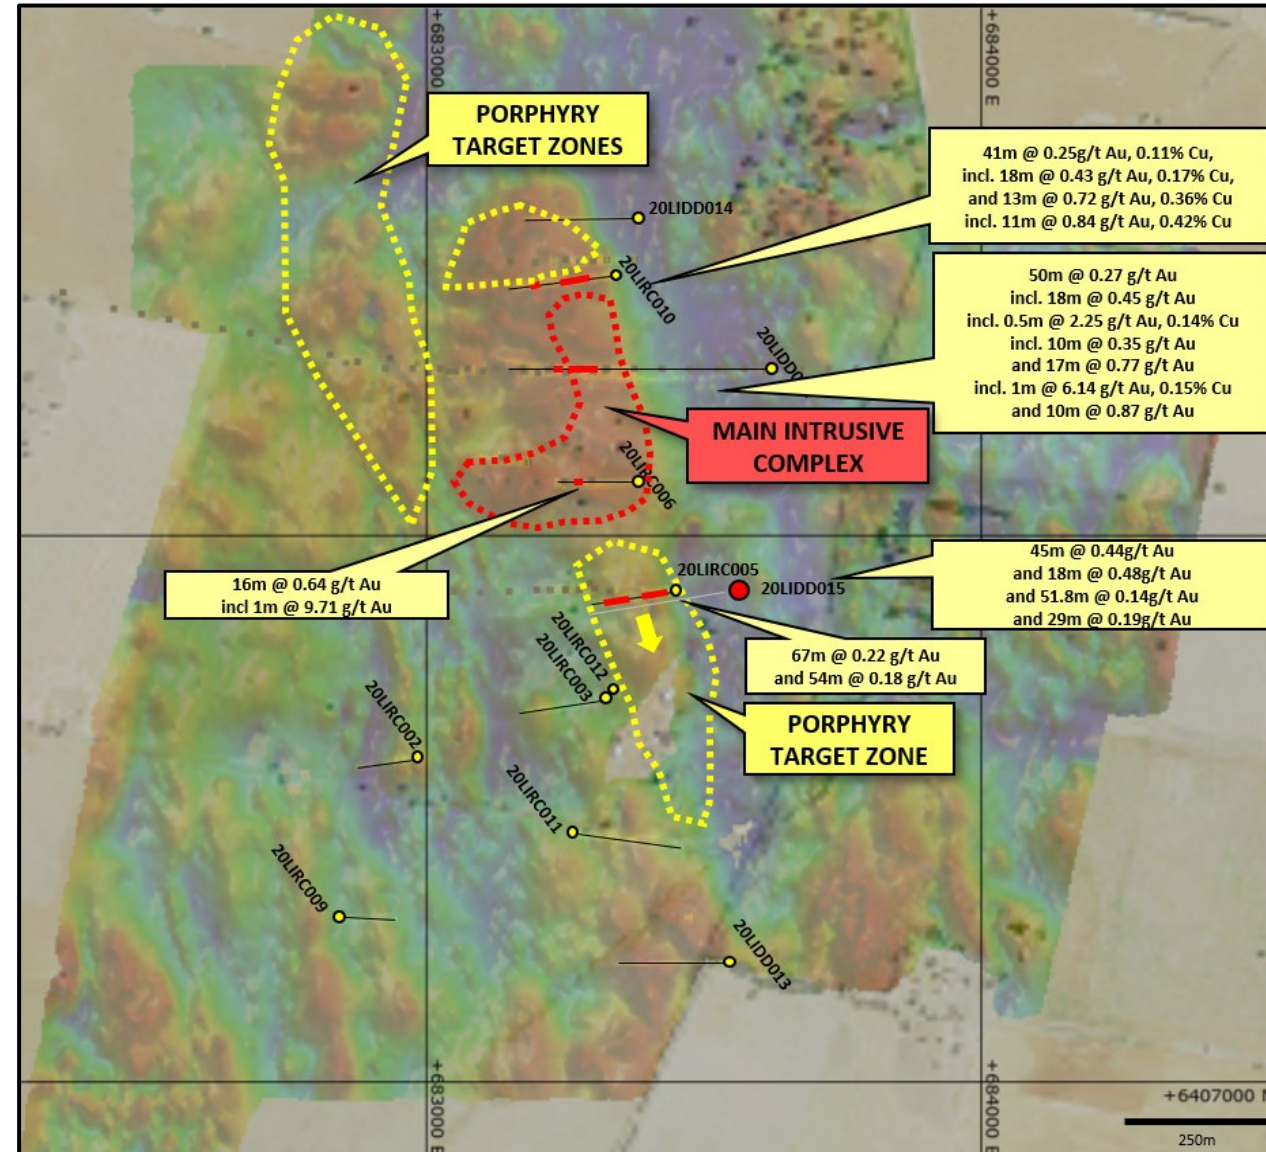 +683000
+684000 E
PORPHYRY
TARGET ZONES
41m @ 0.25g/t Au, 0.11% Cu,
incl. 18m @ 0.43 g/t Au, 0.17% Cu,
and 13m @ 0.72 g/t Au, 0.36% Cu
incl. 11m @ 0.84 g/t Au, 0.42% Cu
20LIDD014
20LIRC010
50m @ 0.27 g/t Au
incl. 18m @ 0.45 g/t Au
incl. 0.5m @ 2.25 g/t Au, 0.14% Cu
incl. 10m @ 0.35 g/t Au
and 17m @ 0.77 g/t Au
incl. 1m @ 6.14 g/t Au, 0.15% Cu
and 10m @ 0.87 g/t Au
20LIDD0
MAIN INTRUSIVE
COMPLEX
20LIRC006
16m @ 0.64 g/t Au
incl 1m @ 9.71 g/t Au
45m @ 0.44g/t Au
and 18m @ 0.48g/t Au
and 51.8m @ 0.14g/t Au
and 29m @ 0.19g/t Au
20LIRC005
20LIDD015
67m @ 0.22 g/t Au
and 54m @ 0.18 g/t Au
20LIRC012
20LIRC003
20LIRC002
PORPHYRY
TARGET ZONE
20LIRC011
20LIRC009
20LIDD013
+683000 E
+684000 E
+6407000 N
250m